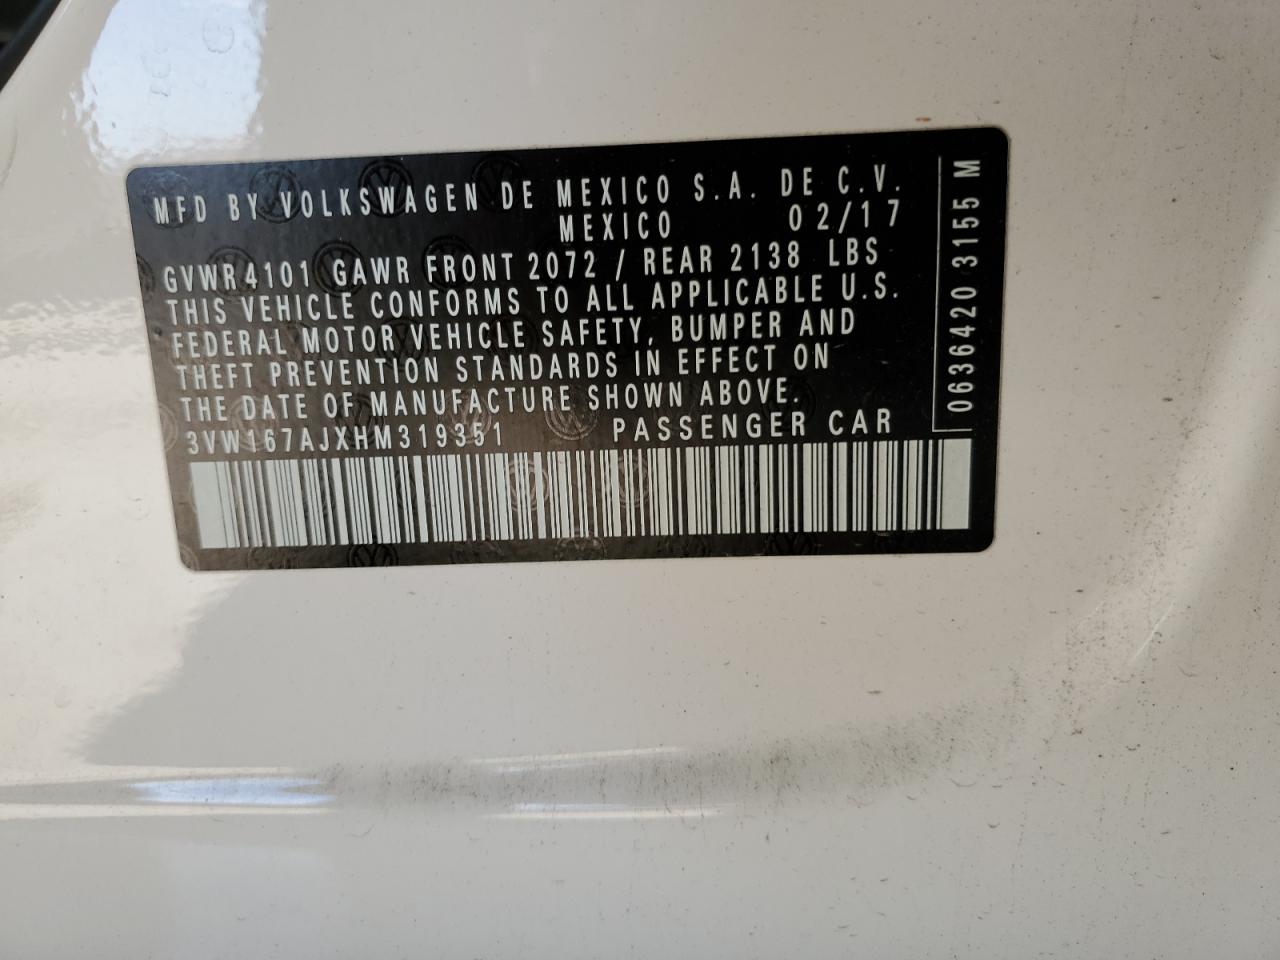 MFD BY VOLKSWAGEN DE MEXICO S.A. DE C.V.
MEXICO 02/17
GVWR4101 GAWR FRONT 2072 / REAR 2138 LBS
THIS VEHICLE CONFORMS TO ALL APPLICABLE U.S.
FEDERAL MOTOR VEHICLE SAFETY, BUMPER AND
THEFT PREVENTION STANDARDS IN EFFECT ON
THE DATE OF MANUFACTURE SHOWN ABOVE.
3VW167AJXHM319351 PASSENGER CAR
0636420 3155 M